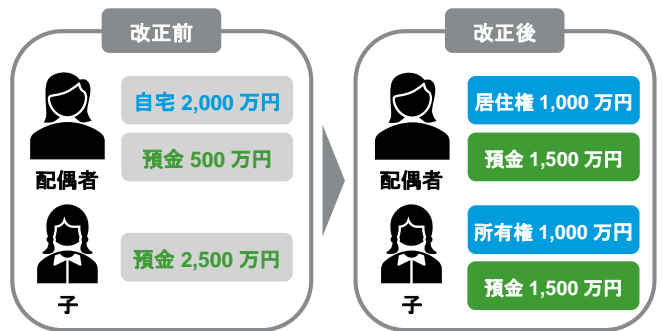 改正前
自宅 2,000 万円
預金 500 万円
配偶者
預金 2,500 万円
子
改正後
居住権 1,000 万円
預金 1,500 万円
配偶者
所有権 1,000 万円
預金 1,500 万円
子